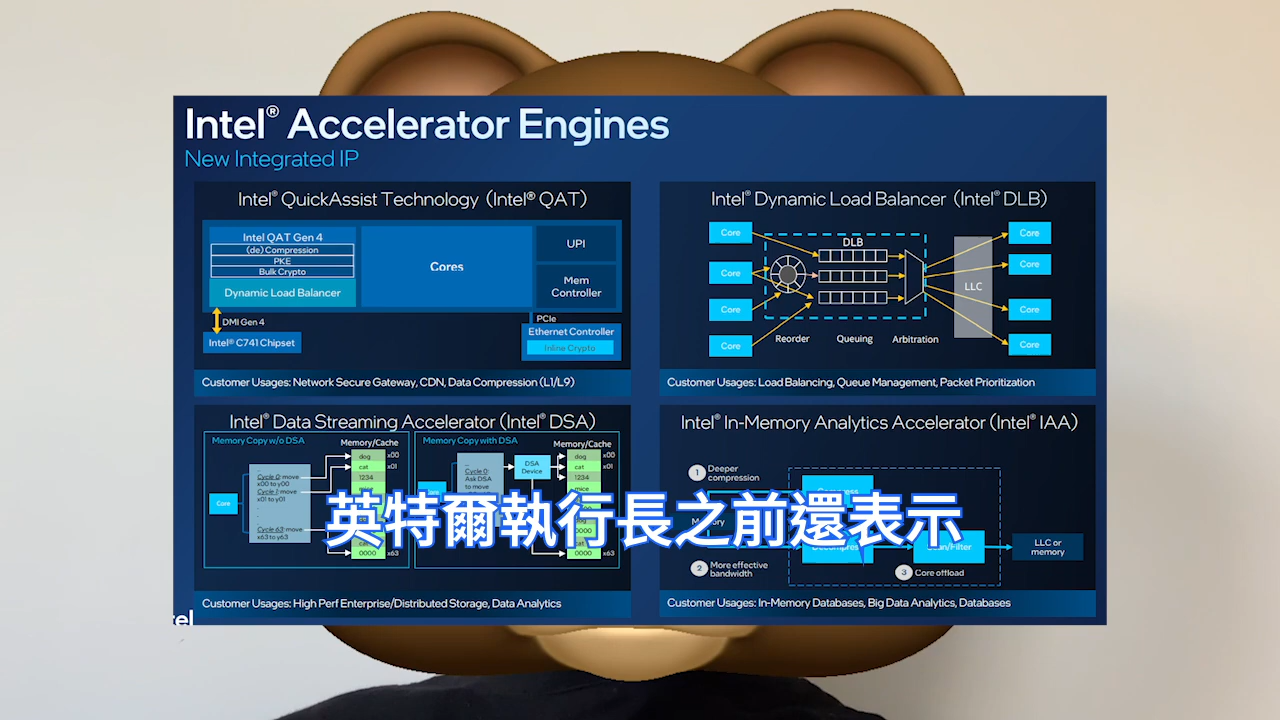 Intel® Accelerator Engines
New Integrated IP
Intel® QuickAssist Technology (Intel® QAT)
Intel QAT Gen 4
(de) Compression
PKE
Bulk Crypto
Dynamic Load Balancer
Cores
UPI
Mem
Controller
DMI Gen 4
Intel® C741 Chipset
PCIe
Ethernet Controller
Inline Crypto
Customer Usages: Network Secure Gateway, CDN, Data Compression (L1/L9)
Intel® Dynamic Load Balancer (Intel® DLB)
Core
Core
Core
Core
DLB
LLC
Core
Core
Core
Core
Reorder
Queuing
Arbitration
Customer Usages: Load Balancing, Queue Management, Packet Prioritization
Intel® Data Streaming Accelerator (Intel® DSA)
Memory Copy w/o DSA
Memory/Cache
Core
Cycle 0: move
x00 to y00
Cycle 1: move
x01 to y01
Cycle 63: move
x63 to y63
dog
x00
cat
x01
1234
0000
x63
Memory Copy with DSA
Memory/Cache
Cycle 0:
Ask DSA
to move
DSA
Device
dog
x00
cat
x01
1234
mice
0000
0000
x63
Customer Usages: High Perf Enterprise/Distributed Storage, Data Analytics
Intel® In-Memory Analytics Accelerator (Intel® IAA)
1
Deeper
compression
Memory
2
More effective
bandwidth
3
Core offload
LLC or
memory
Customer Usages: In-Memory Databases, Big Data Analytics, Databases
英特爾執行長之前還表示